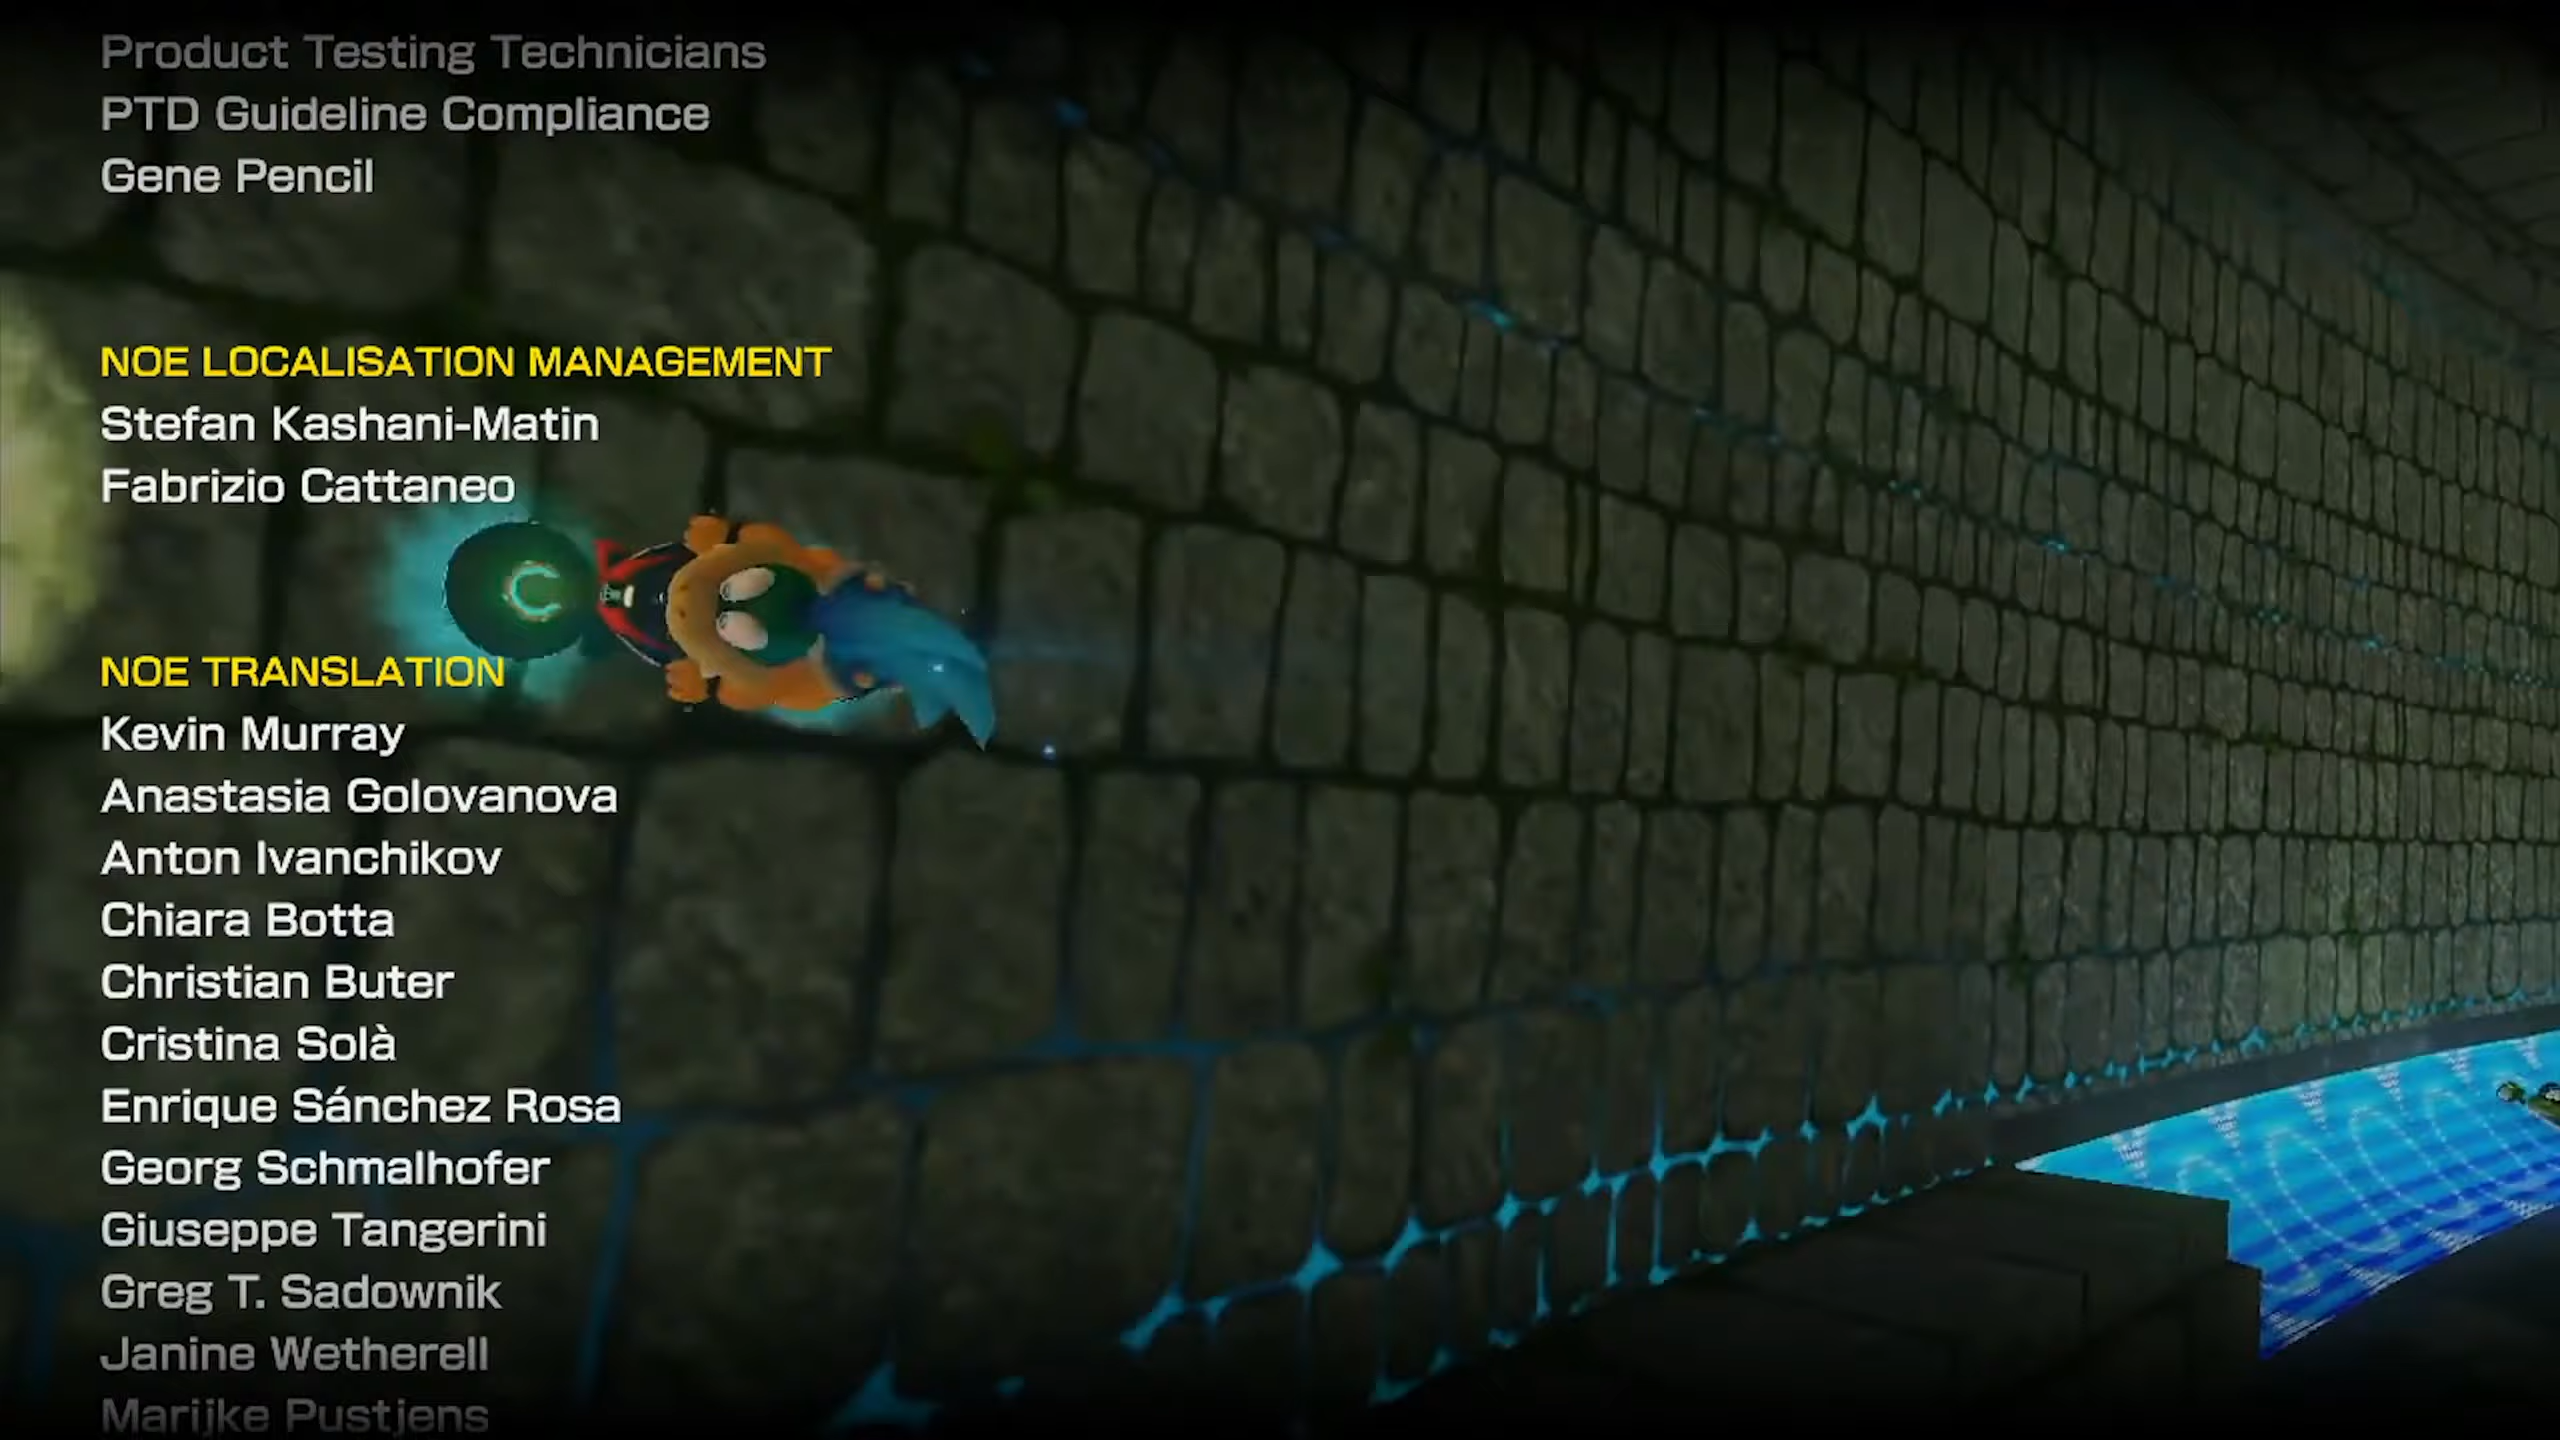 Product Testing Technicians
PTD Guideline Compliance
Gene Pencil
NOE LOCALISATION MANAGEMENT
Stefan Kashani-Matin
Fabrizio Cattaneo
NOE TRANSLATION
Kevin Murray
Anastasia Golovanova
Anton Ivanchikov
Chiara Botta
Christian Buter
Cristina Solà
Enrique Sánchez Rosa
Georg Schmalhofer
Giuseppe Tangerini
Greg T. Sadownik
Janine Wetherell
Marijke Pustjens